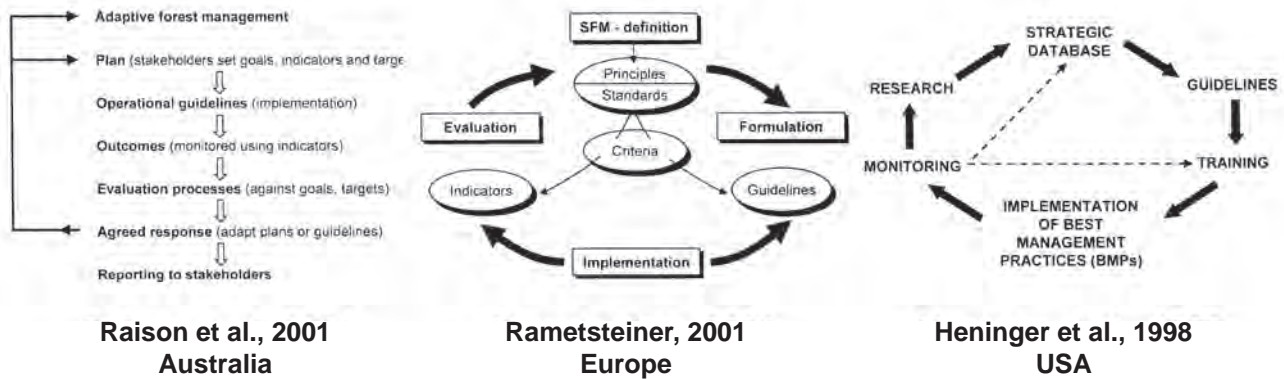 Adaptive forest management
Plan (stakeholders set goals, indicators and targe
Operational guidelines (implementation)
Outcomes (monitored using indicators)
Evaluation processes (against goals, targets)
Agreed response (adapt plans or guidelines)
Reporting to stakeholders
Raison et al., 2001
Australia
SFM - definition
Principles
Standards
Evaluation
Formulation
Criteria
Indicators
Guidelines
Implementation
Rametsteiner, 2001
Europe
STRATEGIC
DATABASE
RESEARCH
GUIDELINES
MONITORING
TRAINING
IMPLEMENTATION
OF BEST
MANAGEMENT
PRACTICES (BMPs)
Heninger et al., 1998
USA